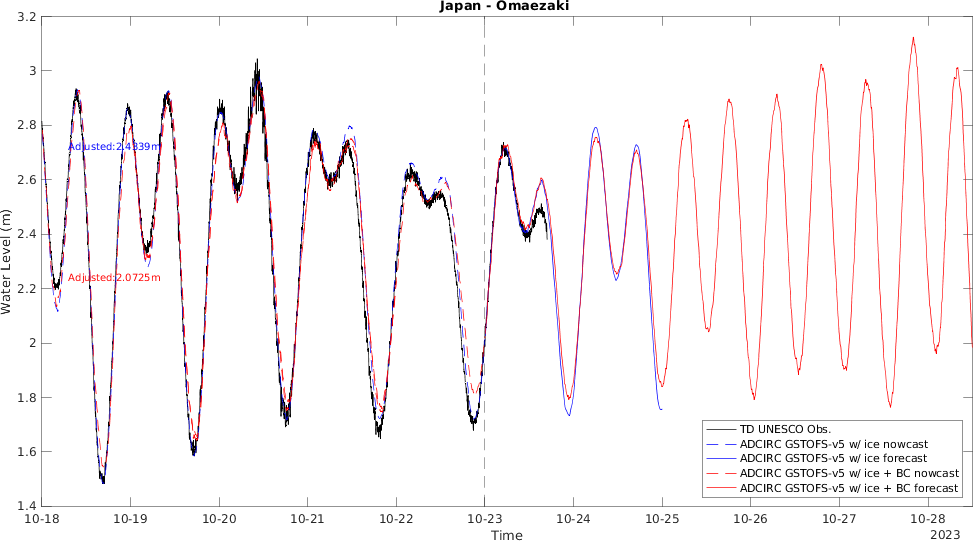 Japan - Omaezaki
3.2
3
2.8
2.6
2.4
2.2
2
1.8
1.6
1.4
Water Level (m)
Adjusted:2.4339m
Adjusted:2.0725m
TD UNESCO Obs.
ADCIRC GSTOFS-v5 w/ ice nowcast
ADCIRC GSTOFS-v5 w/ ice forecast
ADCIRC GSTOFS-v5 w/ ice + BC nowcast
ADCIRC GSTOFS-v5 w/ ice + BC forecast
10-18 10-19 10-20 10-21 10-22 10-23 10-24 10-25 10-26 10-27 10-28
Time
2023